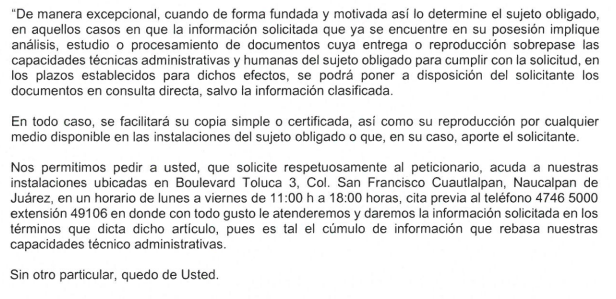 “De manera excepcional, cuando de forma fundada y motivada así lo determine el sujeto obligado,
en aquellos casos en que la información solicitada que ya se encuentre en su posesión implique
análisis, estudio o procesamiento de documentos cuya entrega o reproducción sobrepase las
capacidades técnicas administrativas y humanas del sujeto obligado para cumplir con la solicitud, en
los plazos establecidos para dichos efectos, se podrá poner a disposición del solicitante los
documentos en consulta directa, salvo la información clasificada.
En todo caso, se facilitará su copia simple o certificada, así como su reproducción por cualquier
medio disponible en las instalaciones del sujeto obligado o que, en su caso, aporte el solicitante.
Nos permitimos pedir a usted, que solicite respetuosamente al peticionario, acuda a nuestras
instalaciones ubicadas en Boulevard Toluca 3, Col. San Francisco Cuautlalpan, Naucalpan de
Juárez, en un horario de lunes a viernes de 11:00 h a 18:00 horas, cita previa al teléfono 4746 5000
extensión 49106 en donde con todo gusto le atenderemos y daremos la información solicitada en los
términos que dicta dicho artículo, pues es tal el cúmulo de información que rebasa nuestras
capacidades técnico administrativas.
Sin otro particular, quedo de Usted.